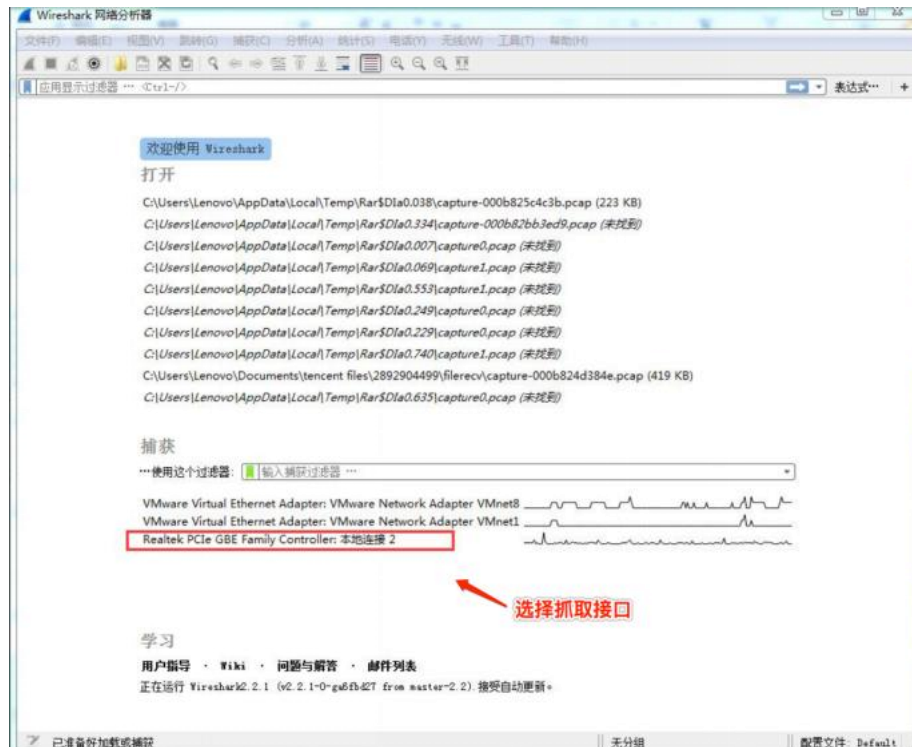 Wireshark 网络分析器
文件(F) 编辑(E) 视图(V) 跳转(G) 捕获(C) 分析(A) 统计(S) 电话(Y) 无线(W) 工具(T) 帮助(H)
应用显示过滤器 … <Ctrl-/> 表达式… +
欢迎使用 Wireshark
打开
C:\Users\Lenovo\AppData\Local\Temp\Rar$DIa0.038\capture-000b825c4c3b.pcap (223 KB)
C:\Users\Lenovo\AppData\Local\Temp\Rar$DIa0.334\capture-000b82bb3ed9.pcap (未找到)
C:\Users\Lenovo\AppData\Local\Temp\Rar$DIa0.007\capture0.pcap (未找到)
C:\Users\Lenovo\AppData\Local\Temp\Rar$DIa0.069\capture1.pcap (未找到)
C:\Users\Lenovo\AppData\Local\Temp\Rar$DIa0.553\capture1.pcap (未找到)
C:\Users\Lenovo\AppData\Local\Temp\Rar$DIa0.249\capture0.pcap (未找到)
C:\Users\Lenovo\AppData\Local\Temp\Rar$DIa0.229\capture0.pcap (未找到)
C:\Users\Lenovo\AppData\Local\Temp\Rar$DIa0.740\capture1.pcap (未找到)
C:\Users\Lenovo\Documents\tencent files\2892904499\filerecv\capture-000b824d384e.pcap (419 KB)
C:\Users\Lenovo\AppData\Local\Temp\Rar$DIa0.635\capture0.pcap (未找到)
捕获
…使用这个过滤器: 输入捕获过滤器 …
VMware Virtual Ethernet Adapter: VMware Network Adapter VMnet8
VMware Virtual Ethernet Adapter: VMware Network Adapter VMnet1
Realtek PCIe GBE Family Controller: 本地连接 2
选择抓取接口
学习
用户指导 · Wiki · 问题与解答 · 邮件列表
正在运行 Wireshark2.2.1 (v2.2.1-0-ga6fbd27 from master-2.2).接受自动更新。
已准备好加载或捕获 无分组 配置文件: Default